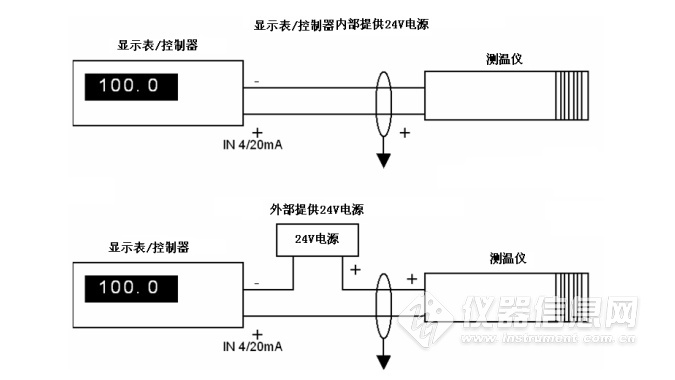 显示表/控制器内部提供24V电源
显示表/控制器
测温仪
100.0
-
+
+
IN 4/20mA
外部提供24V电源
24V电源
显示表/控制器
测温仪
100.0
-
+
+
+
IN 4/20mA
仪器信息网
www.instrument.com.cn